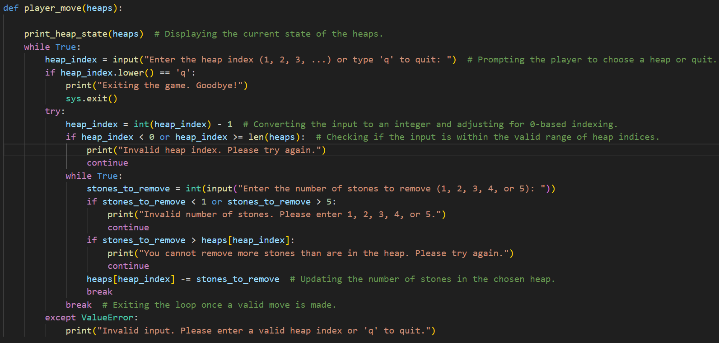 def player_move(heaps):
    print_heap_state(heaps)  # Displaying the current state of the heaps.
    while True:
        heap_index = input("Enter the heap index (1, 2, 3, ...) or type 'q' to quit: ")  # Prompting the player to choose a heap or quit.
        if heap_index.lower() == 'q':
            print("Exiting the game. Goodbye!")
            sys.exit()
        try:
            heap_index = int(heap_index) - 1  # Converting the input to an integer and adjusting for 0-based indexing.
            if heap_index < 0 or heap_index >= len(heaps):  # Checking if the input is within the valid range of heap indices.
                print("Invalid heap index. Please try again.")
                continue
            while True:
                stones_to_remove = int(input("Enter the number of stones to remove (1, 2, 3, 4, or 5): "))
                if stones_to_remove < 1 or stones_to_remove > 5:
                    print("Invalid number of stones. Please enter 1, 2, 3, 4, or 5.")
                    continue
                if stones_to_remove > heaps[heap_index]:
                    print("You cannot remove more stones than are in the heap. Please try again.")
                    continue
                heaps[heap_index] -= stones_to_remove  # Updating the number of stones in the chosen heap.
                break
            break  # Exiting the loop once a valid move is made.
        except ValueError:
            print("Invalid input. Please enter a valid heap index or 'q' to quit.")